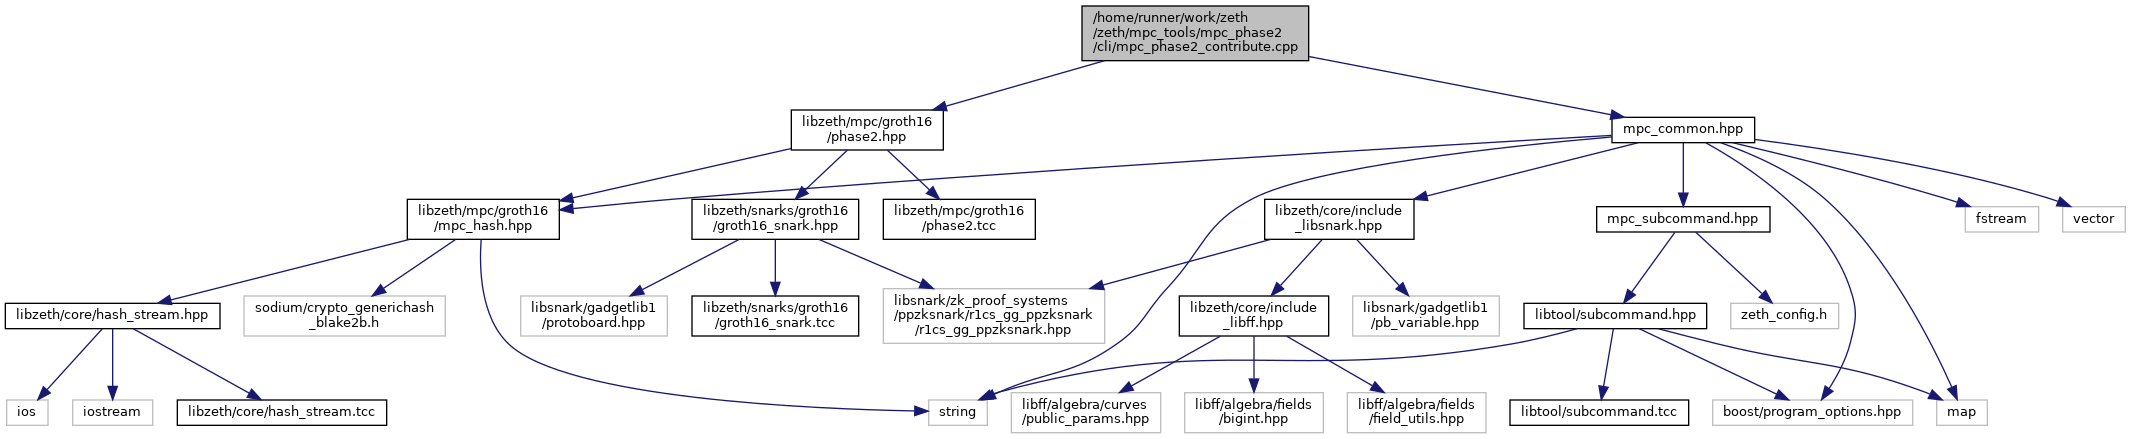 /home/runner/work/zeth
/zeth/mpc_tools/mpc_phase2
/cli/mpc_phase2_contribute.cpp
libzeth/mpc/groth16
/phase2.hpp
mpc_common.hpp
libzeth/mpc/groth16
/mpc_hash.hpp
libzeth/snarks/groth16
/groth16_snark.hpp
libzeth/mpc/groth16
/phase2.tcc
libzeth/core/include
_libsnark.hpp
mpc_subcommand.hpp
fstream
vector
libzeth/core/hash_stream.hpp
sodium/crypto_generichash
_blake2b.h
libsnark/gadgetlib1
/protoboard.hpp
libzeth/snarks/groth16
/groth16_snark.tcc
libsnark/zk_proof_systems
/ppzksnark/r1cs_gg_ppzksnark
/r1cs_gg_ppzksnark.hpp
libzeth/core/include
_libff.hpp
libsnark/gadgetlib1
/pb_variable.hpp
libtool/subcommand.hpp
zeth_config.h
ios
iostream
libzeth/core/hash_stream.tcc
string
libff/algebra/curves
/public_params.hpp
libff/algebra/fields
/bigint.hpp
libff/algebra/fields
/field_utils.hpp
libtool/subcommand.tcc
boost/program_options.hpp
map